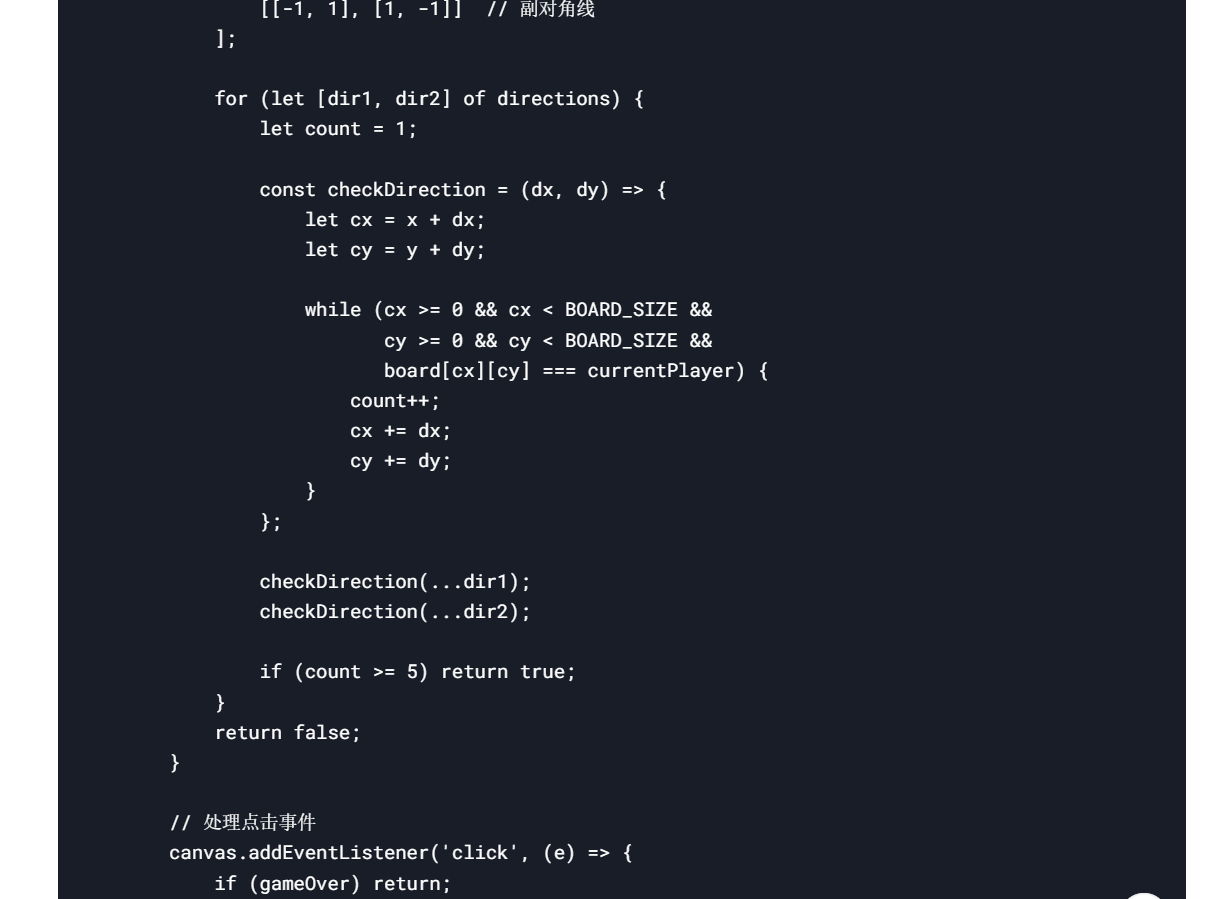 [[-1, 1], [1, -1]]  // 副对角线
];
for (let [dir1, dir2] of directions) {
let count = 1;
const checkDirection = (dx, dy) => {
let cx = x + dx;
let cy = y + dy;
while (cx >= 0 && cx < BOARD_SIZE &&
cy >= 0 && cy < BOARD_SIZE &&
board[cx][cy] === currentPlayer) {
count++;
cx += dx;
cy += dy;
}
};
checkDirection(...dir1);
checkDirection(...dir2);
if (count >= 5) return true;
}
return false;
}
// 处理点击事件
canvas.addEventListener('click', (e) => {
if (gameOver) return;